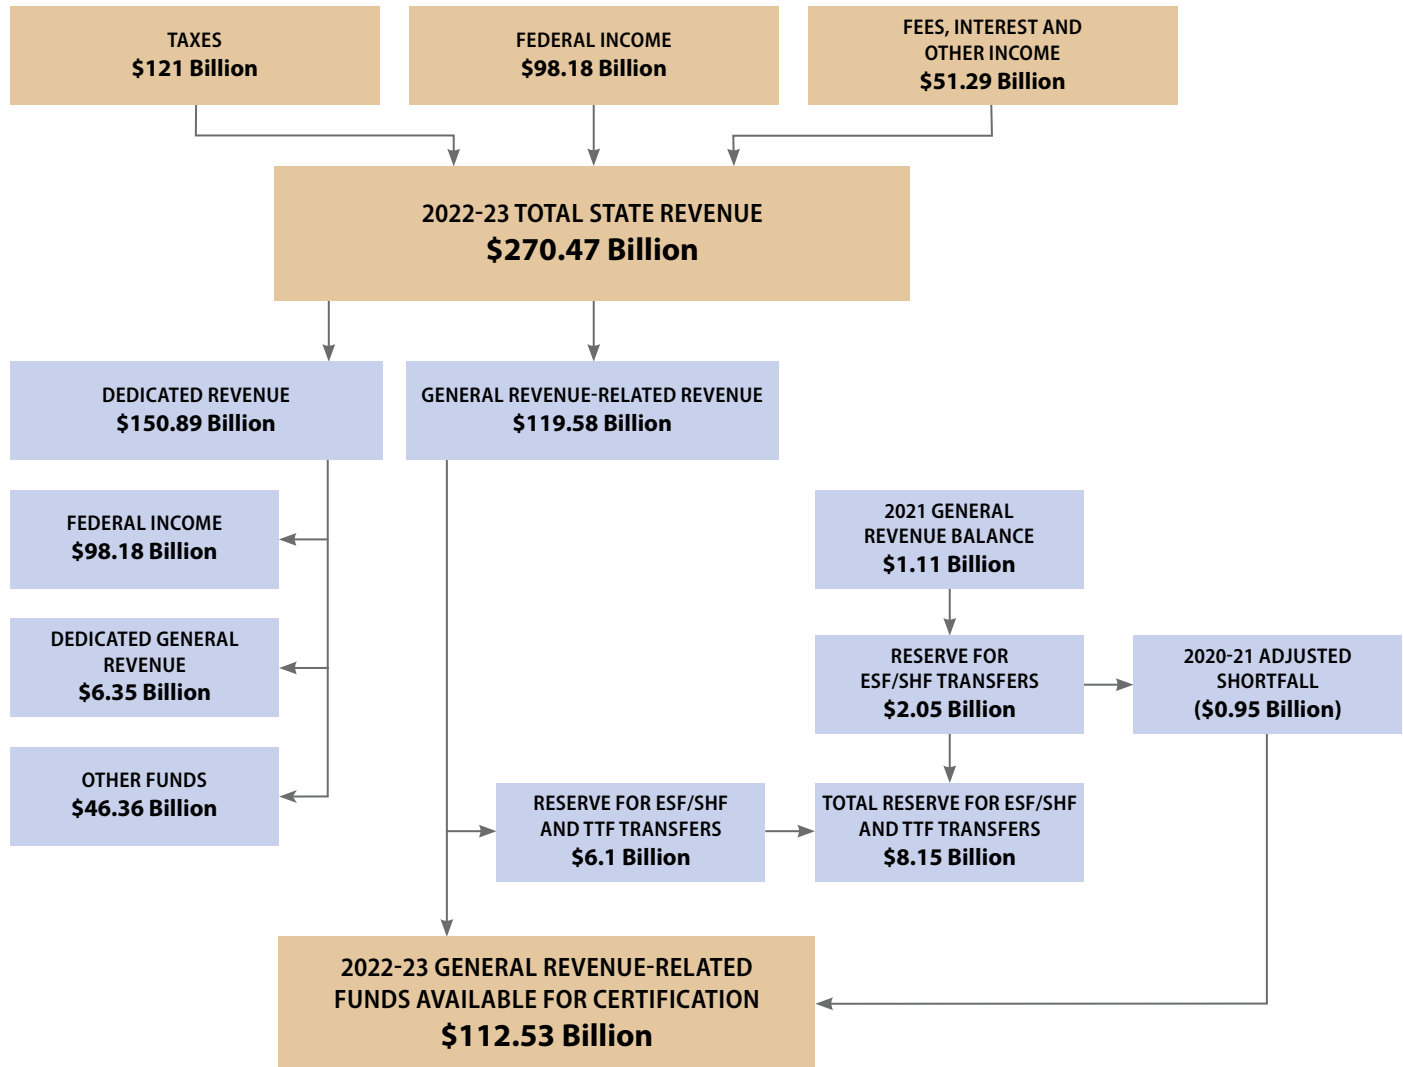 TAXES
$121 Billion
FEDERAL INCOME
$98.18 Billion
FEES, INTEREST AND
OTHER INCOME
$51.29 Billion
2022-23 TOTAL STATE REVENUE
$270.47 Billion
DEDICATED REVENUE
$150.89 Billion
GENERAL REVENUE-RELATED REVENUE
$119.58 Billion
FEDERAL INCOME
$98.18 Billion
2021 GENERAL
REVENUE BALANCE
$1.11 Billion
DEDICATED GENERAL
REVENUE
$6.35 Billion
RESERVE FOR
ESF/SHF TRANSFERS
$2.05 Billion
2020-21 ADJUSTED
SHORTFALL
($0.95 Billion)
OTHER FUNDS
$46.36 Billion
RESERVE FOR ESF/SHF
AND TTF TRANSFERS
$6.1 Billion
TOTAL RESERVE FOR ESF/SHF
AND TTF TRANSFERS
$8.15 Billion
2022-23 GENERAL REVENUE-RELATED
FUNDS AVAILABLE FOR CERTIFICATION
$112.53 Billion